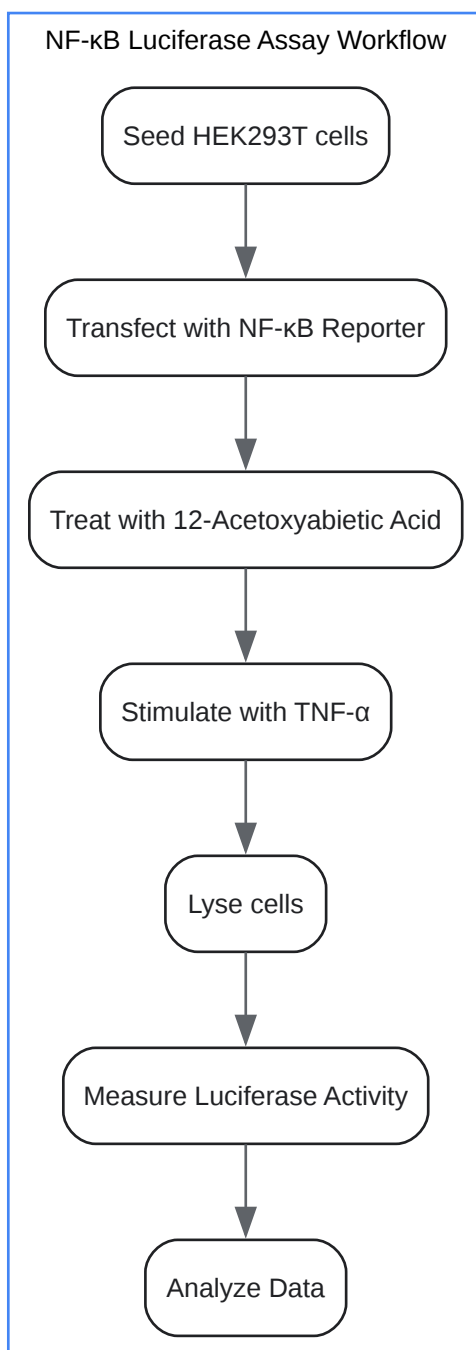 NF-κB Luciferase Assay Workflow
Seed HEK293T cells
Transfect with NF-κB Reporter
Treat with 12-Acetoxyabietic Acid
Stimulate with TNF-α
Lyse cells
Measure Luciferase Activity
Analyze Data